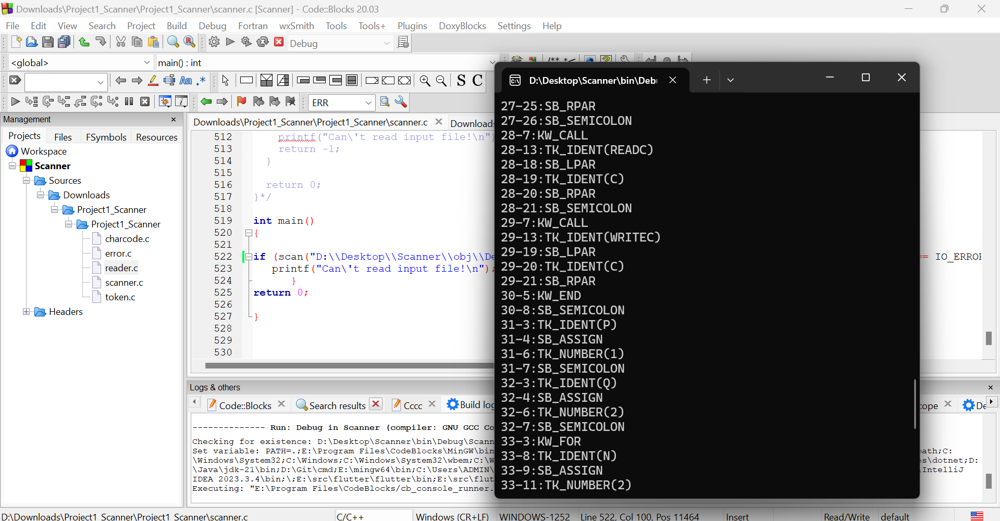 Downloads\Project1_Scanner\Project1_Scanner\scanner.c [Scanner] - Code::Blocks 20.03
File Edit View Search Project Build Debug Fortran wxSmith Tools Tools+ Plugins DoxyBlocks Settings Help
Debug
<global> main() : int
/** *<
Aa .* S C
ERR
Management
Projects Files FSymbols Resources
Workspace
Scanner
Sources
Downloads
Project1_Scanner
Project1_Scanner
charcode.c
error.c
reader.c
scanner.c
token.c
Headers
Downloads\Project1_Scanner\Project1_Scanner\scanner.c Downloads
512 printf("Can\'t read input file!\n")
513 return -1;
514 }
515
516 return 0;
517 }*/
518
519 int main()
520 {
521
522 if (scan("D:\\Desktop\\Scanner\\obj\\De == IO_ERROR
523 printf("Can\'t read input file!\n");
524 }
525 return 0;
526
527 }
528
529
530
D:\Desktop\Scanner\bin\Deb
27-25:SB_RPAR
27-26:SB_SEMICOLON
28-7:KW_CALL
28-13:TK_IDENT(READC)
28-18:SB_LPAR
28-19:TK_IDENT(C)
28-20:SB_RPAR
28-21:SB_SEMICOLON
29-7:KW_CALL
29-13:TK_IDENT(WRITEC)
29-19:SB_LPAR
29-20:TK_IDENT(C)
29-21:SB_RPAR
30-5:KW_END
30-8:SB_SEMICOLON
31-3:TK_IDENT(P)
31-4:SB_ASSIGN
31-6:TK_NUMBER(1)
31-7:SB_SEMICOLON
32-3:TK_IDENT(Q)
32-4:SB_ASSIGN
32-6:TK_NUMBER(2)
32-7:SB_SEMICOLON
33-3:KW_FOR
33-8:TK_IDENT(N)
33-9:SB_ASSIGN
33-11:TK_NUMBER(2)
Logs & others
Code::Blocks Search results Cccc Build log cope De
-------------- Run: Debug in Scanner (compiler: GNU GCC Co
Checking for existence: D:\Desktop\Scanner\bin\Debug\Scann
Set variable: PATH=.;E:\Program Files\CodeBlocks\MinGW\bin ath;C:
\Windows\System32;C:\Windows;C:\Windows\System32\wbem;C:\W s\dotnet;D:
\Java\jdk-21\bin;D:\Git\cmd;E:\mingw64\bin;C:\Users\ADMIN\ \IntelliJ
IDEA 2023.3.4\bin;\;E:\src\flutter\flutter\bin;E:\src\flut
Executing: "E:\Program Files\CodeBlocks/cb_console_runner.
D:\Downloads\Project1_Scanner\Project1_Scanner\scanner.c C/C++ Windows (CR+LF) WINDOWS-1252 Line 522, Col 100, Pos 11464 Insert Read/Write default